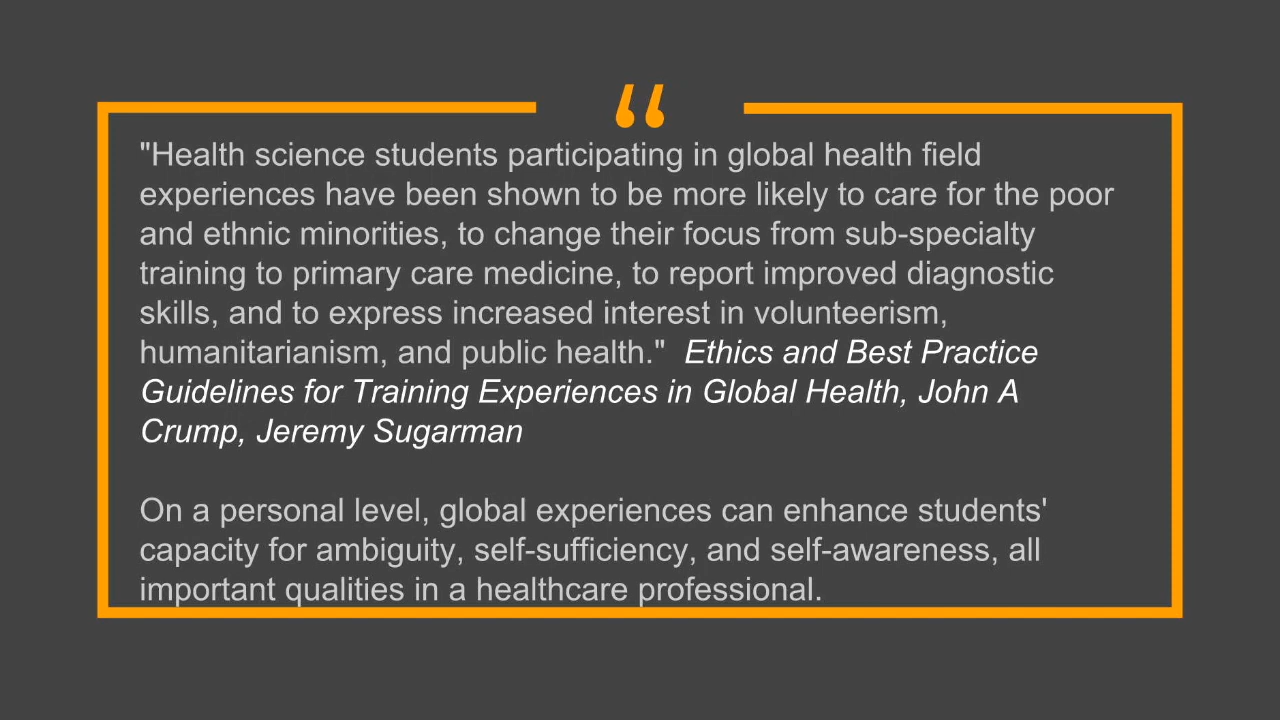 “
"Health science students participating in global health field
experiences have been shown to be more likely to care for the poor
and ethnic minorities, to change their focus from sub-specialty
training to primary care medicine, to report improved diagnostic
skills, and to express increased interest in volunteerism,
humanitarianism, and public health."  Ethics and Best Practice
Guidelines for Training Experiences in Global Health, John A
Crump, Jeremy Sugarman
On a personal level, global experiences can enhance students'
capacity for ambiguity, self-sufficiency, and self-awareness, all
important qualities in a healthcare professional.